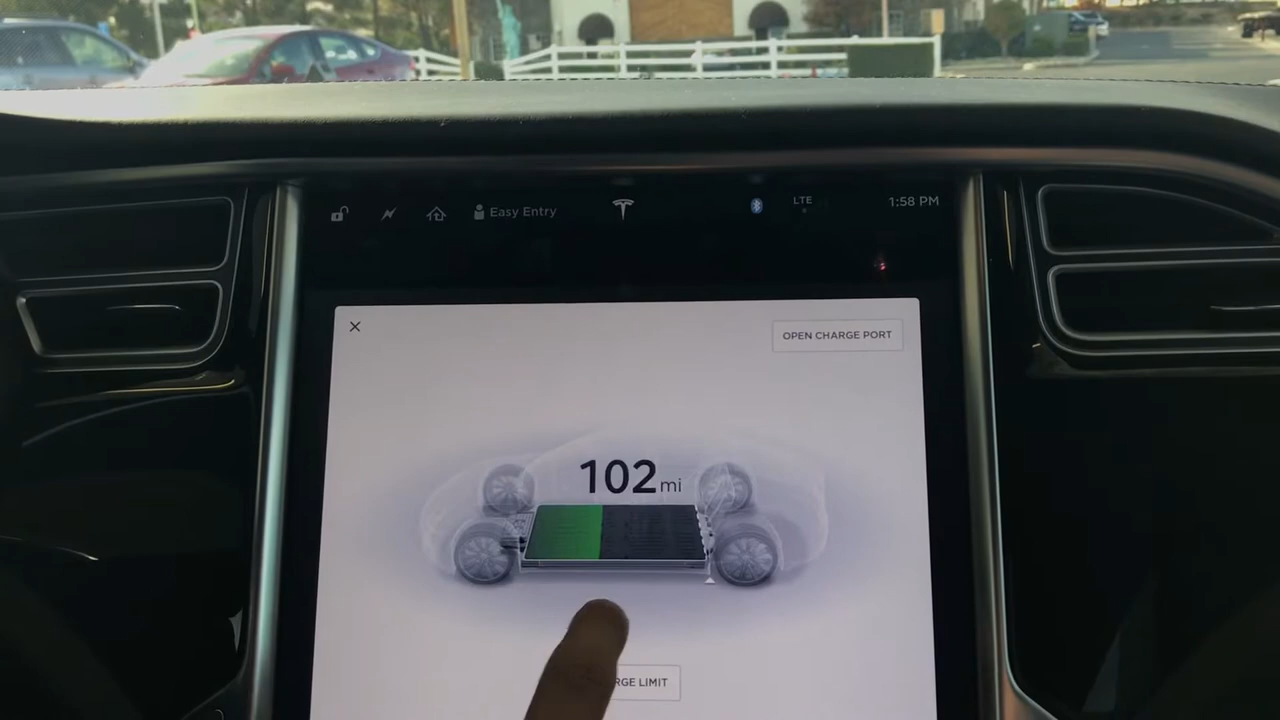 Easy Entry
LTE
1:58 PM
×
OPEN CHARGE PORT
102 mi
RGE LIMIT